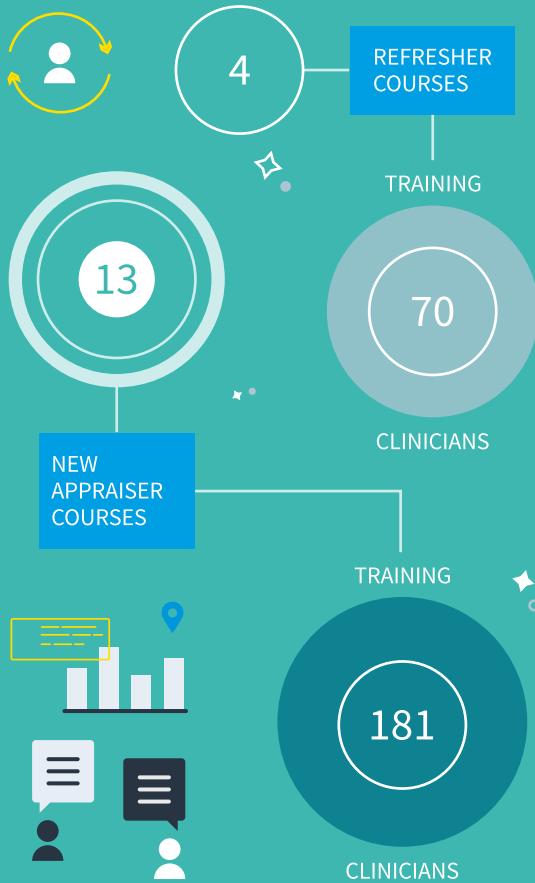 4
REFRESHER
COURSES
TRAINING
70
CLINICIANS
13
NEW
APPRAISER
COURSES
TRAINING
181
CLINICIANS